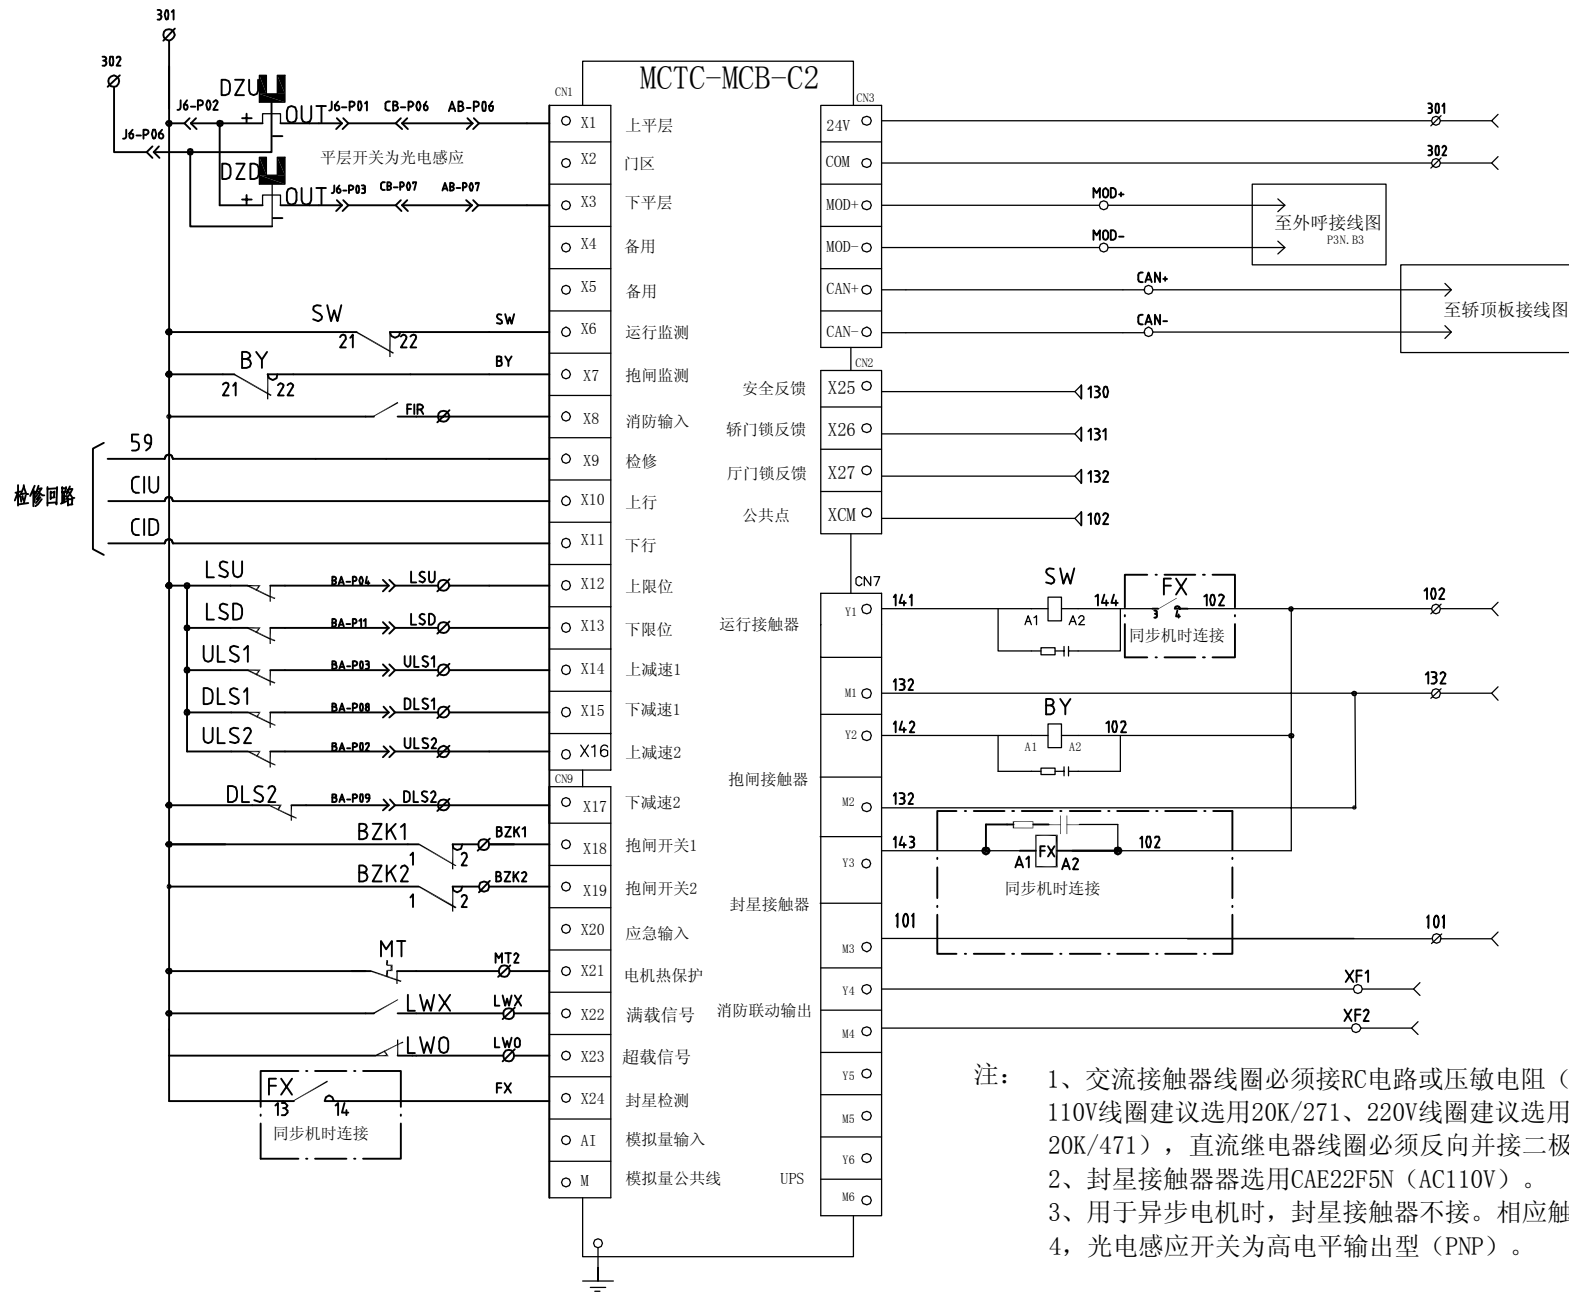 301
302
MCTC-MCB-C2
CN1
CN3
DZU
J6-P02
+
OUT
J6-P01
CB-P06
AB-P06
X1
上平层
24V
301
J6-P06
-
平层开关为光电感应
X2
门区
COM
302
DZD
+
OUT
J6-P03
CB-P07
AB-P07
X3
下平层
MOD+
MOD+
-
至外呼接线图
P3N.B3
X4
备用
MOD-
MOD-
X5
备用
CAN+
CAN+
至轿顶板接线图
SW
21
22
SW
X6
运行监测
CAN-
CAN-
CN2
BY
21
22
BY
X7
抱闸监测
安全反馈
X25
130
FIR
X8
消防输入
轿门锁反馈
X26
131
检修回路
59
X9
检修
厅门锁反馈
X27
132
CIU
X10
上行
公共点
XCM
102
CID
X11
下行
LSU
BA-P04
LSU
X12
上限位
CN7
LSD
BA-P11
LSD
X13
下限位
运行接触器
Y1
141
SW
A1
A2
144
FX
3
4
102
同步机时连接
102
ULS1
BA-P03
ULS1
X14
上减速1
M1
132
132
DLS1
BA-P08
DLS1
X15
下减速1
Y2
142
BY
A1
A2
102
ULS2
BA-P02
ULS2
X16
上减速2
CN9
抱闸接触器
DLS2
BA-P09
DLS2
X17
下减速2
M2
132
BZK1
1
2
BZK1
X18
抱闸开关1
Y3
143
A1
FX
A2
102
同步机时连接
BZK2
1
2
BZK2
X19
抱闸开关2
封星接触器
X20
应急输入
M3
101
101
MT
MT2
X21
电机热保护
Y4
XF1
LWX
LWX
X22
满载信号
消防联动输出
M4
XF2
LWO
LWO
X23
超载信号
Y5
FX
13
14
同步机时连接
FX
X24
封星检测
M5
AI
模拟量输入
Y6
M
模拟量公共线
UPS
M6
注：
1、交流接触器线圈必须接RC电路或压敏电阻（
110V线圈建议选用20K/271、220V线圈建议选用
20K/471），直流继电器线圈必须反向并接二极
2、封星接触器器选用CAE22F5N（AC110V）。
3、用于异步电机时，封星接触器不接。相应触
4，光电感应开关为高电平输出型（PNP）。